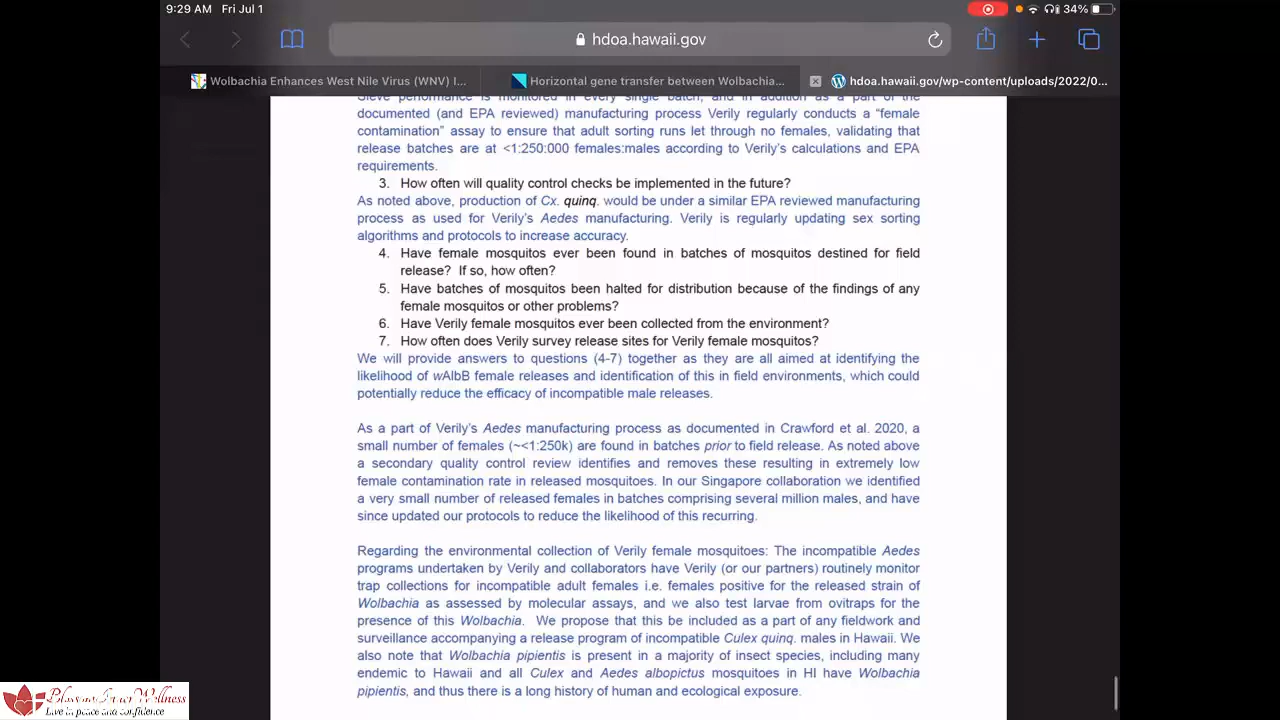 9:29 AM Fri Jul 1
34%
hdoa.hawaii.gov
Wolbachia Enhances West Nile Virus (WNV) I...
Horizontal gene transfer between Wolbachia...
hdoa.hawaii.gov/wp-content/uploads/2022/0...
Sieve performance is monitored in every single batch, and in addition as a part of the
documented (and EPA reviewed) manufacturing process Verily regularly conducts a “female
contamination” assay to ensure that adult sorting runs let through no females, validating that
release batches are at <1:250:000 females:males according to Verily's calculations and EPA
requirements.
3. How often will quality control checks be implemented in the future?
As noted above, production of Cx. quinq. would be under a similar EPA reviewed manufacturing
process as used for Verily's Aedes manufacturing. Verily is regularly updating sex sorting
algorithms and protocols to increase accuracy.
4. Have female mosquitos ever been found in batches of mosquitos destined for field
release? If so, how often?
5. Have batches of mosquitos been halted for distribution because of the findings of any
female mosquitos or other problems?
6. Have Verily female mosquitos ever been collected from the environment?
7. How often does Verily survey release sites for Verily female mosquitos?
We will provide answers to questions (4-7) together as they are all aimed at identifying the
likelihood of wAlbB female releases and identification of this in field environments, which could
potentially reduce the efficacy of incompatible male releases.
As a part of Verily's Aedes manufacturing process as documented in Crawford et al. 2020, a
small number of females (~<1:250k) are found in batches prior to field release. As noted above
a secondary quality control review identifies and removes these resulting in extremely low
female contamination rate in released mosquitoes. In our Singapore collaboration we identified
a very small number of released females in batches comprising several million males, and have
since updated our protocols to reduce the likelihood of this recurring.
Regarding the environmental collection of Verily female mosquitoes: The incompatible Aedes
programs undertaken by Verily and collaborators have Verily (or our partners) routinely monitor
trap collections for incompatible adult females i.e. females positive for the released strain of
Wolbachia as assessed by molecular assays, and we also test larvae from ovitraps for the
presence of this Wolbachia. We propose that this be included as a part of any fieldwork and
surveillance accompanying a release program of incompatible Culex quinq. males in Hawaii. We
also note that Wolbachia pipientis is present in a majority of insect species, including many
endemic to Hawaii and all Culex and Aedes albopictus mosquitoes in HI have Wolbachia
pipientis, and thus there is a long history of human and ecological exposure.
Blossom Inner Wellness
Live in peace and confidence